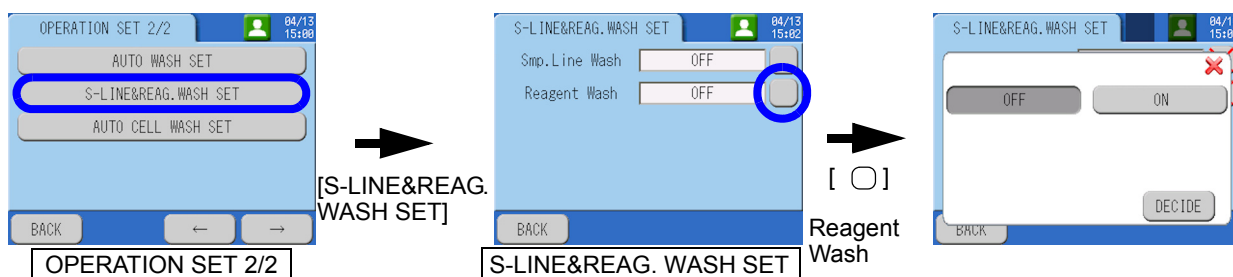 OPERATION SET 2/2
04/13
15:00
AUTO WASH SET
S-LINE&REAG.WASH SET
AUTO CELL WASH SET
BACK
←
→
OPERATION SET 2/2
[S-LINE&REAG.
WASH SET]
S-LINE&REAG.WASH SET
04/13
15:02
Smp.Line Wash
OFF
Reagent Wash
OFF
BACK
S-LINE&REAG. WASH SET
[ ◯ ]
Reagent
Wash
S-LINE&REAG.WASH SET
04/1
15:0
OFF
ON
DECIDE
BACK